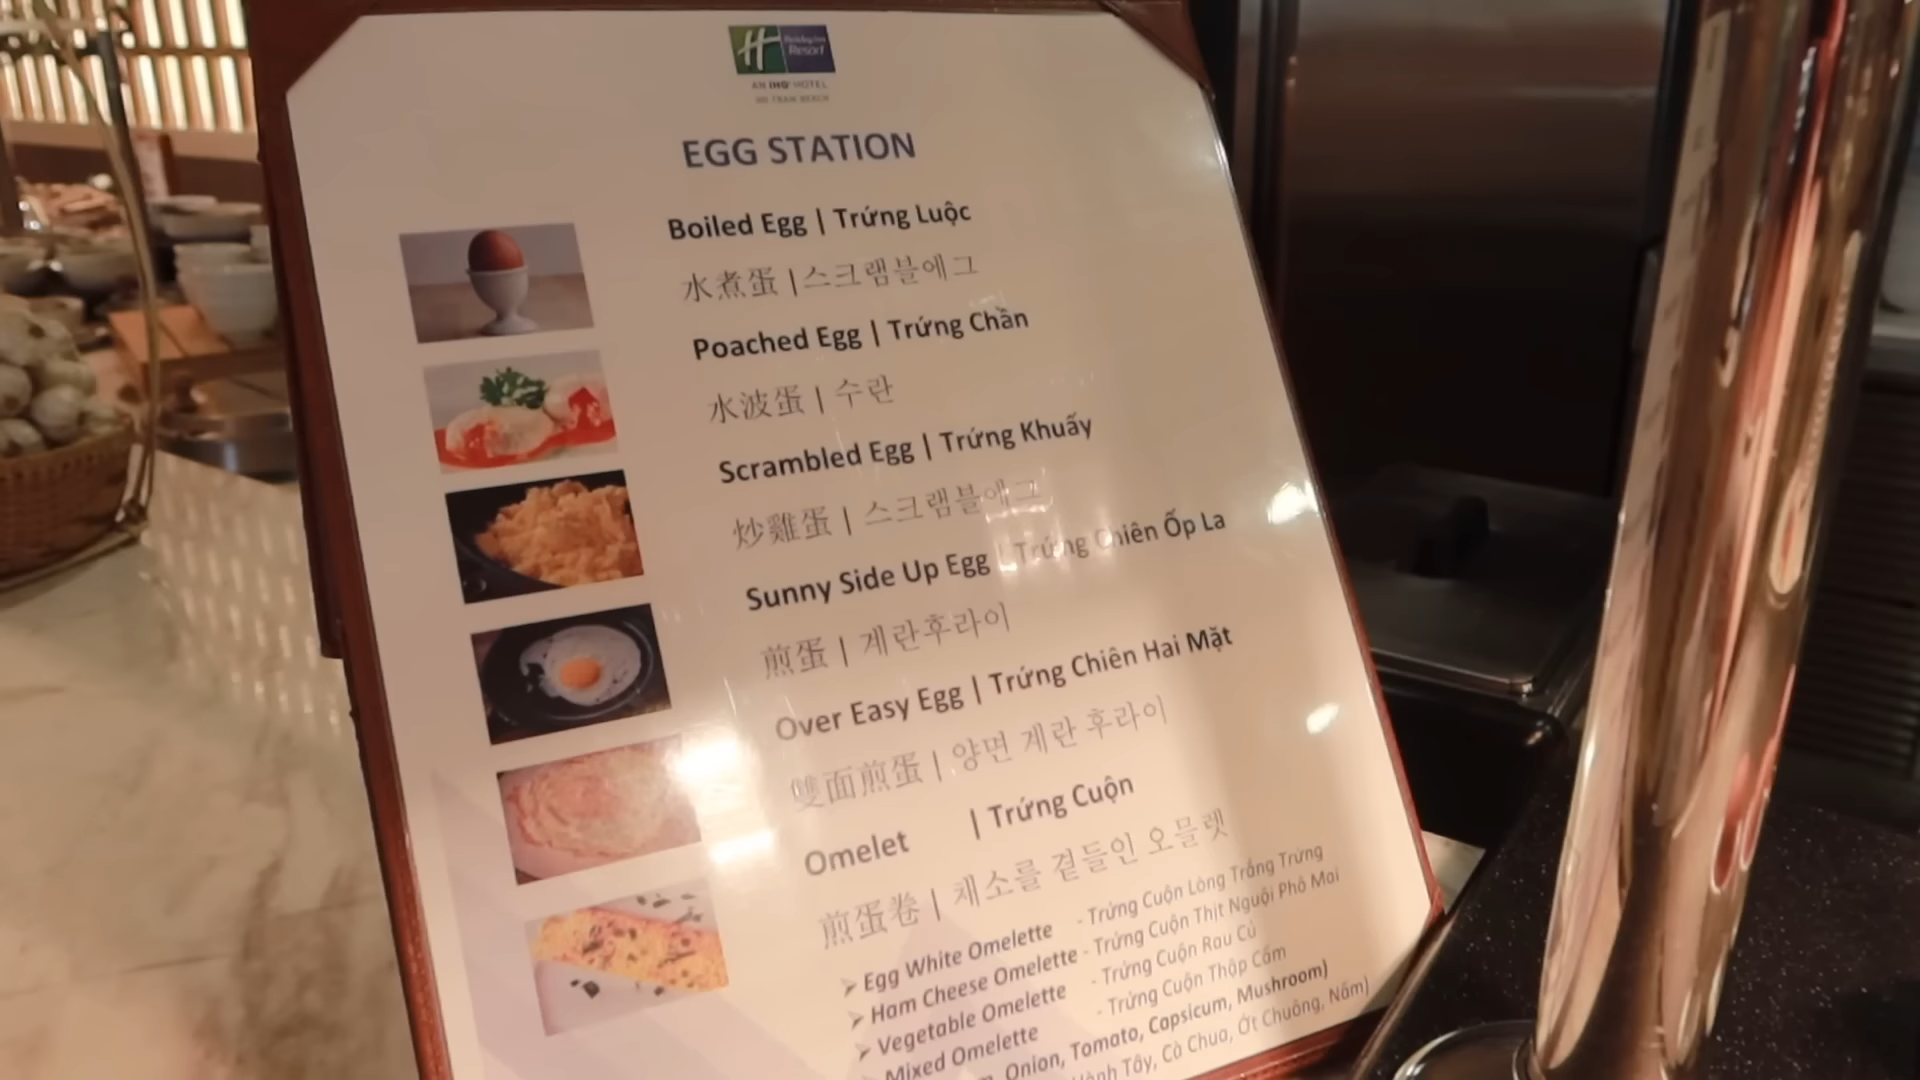 Holiday Inn
Resort
AN IHG HOTEL
HO TRAM BEACH
EGG STATION
Boiled Egg | Trứng Luộc
水煮蛋 | 스크램블에그
Poached Egg | Trứng Chần
水波蛋 | 수란
Scrambled Egg | Trứng Khuấy
炒雞蛋 | 스크램블에그
Sunny Side Up Egg | Trứng Chiên Ốp La
煎蛋 | 계란후라이
Over Easy Egg | Trứng Chiên Hai Mặt
雙面煎蛋 | 양면 계란 후라이
Omelet | Trứng Cuộn
煎蛋卷 | 채소를 곁들인 오믈렛
➢ Egg White Omelette - Trứng Cuộn Lòng Trắng Trứng
➢ Ham Cheese Omelette - Trứng Cuộn Thịt Nguội Phô Mai
➢ Vegetable Omelette - Trứng Cuộn Rau Củ
Mixed Omelette - Trứng Cuộn Thập Cẩm
Onion, Tomato, Capsicum, Mushroom)
Tây, Cà Chua, Ớt Chuông, Nấm)